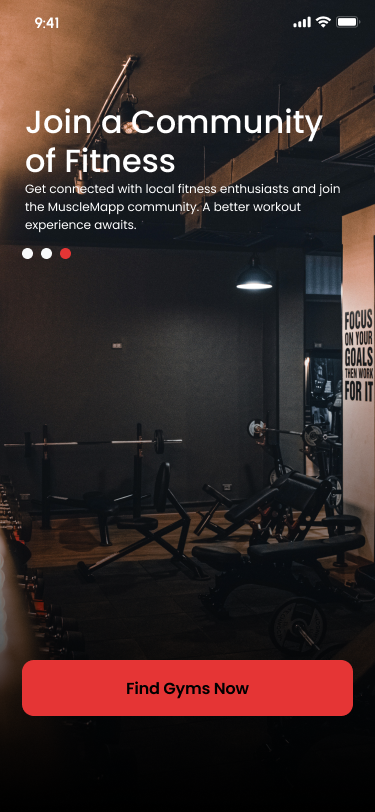 9:41
Join a Community
of Fitness
Get connected with local fitness enthusiasts and join
the MuscleMapp community. A better workout
experience awaits.
FOCUS
ON YOUR
GOALS
THEN WORK
FOR IT
Find Gyms Now